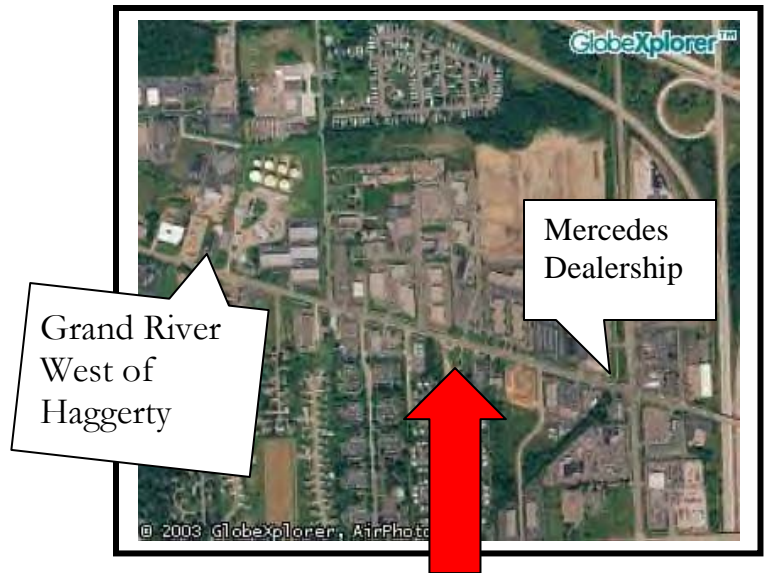 GlobeXplorer™
Mercedes
Dealership
Grand River
West of
Haggerty
© 2003 GlobeXplorer, AirPhoto